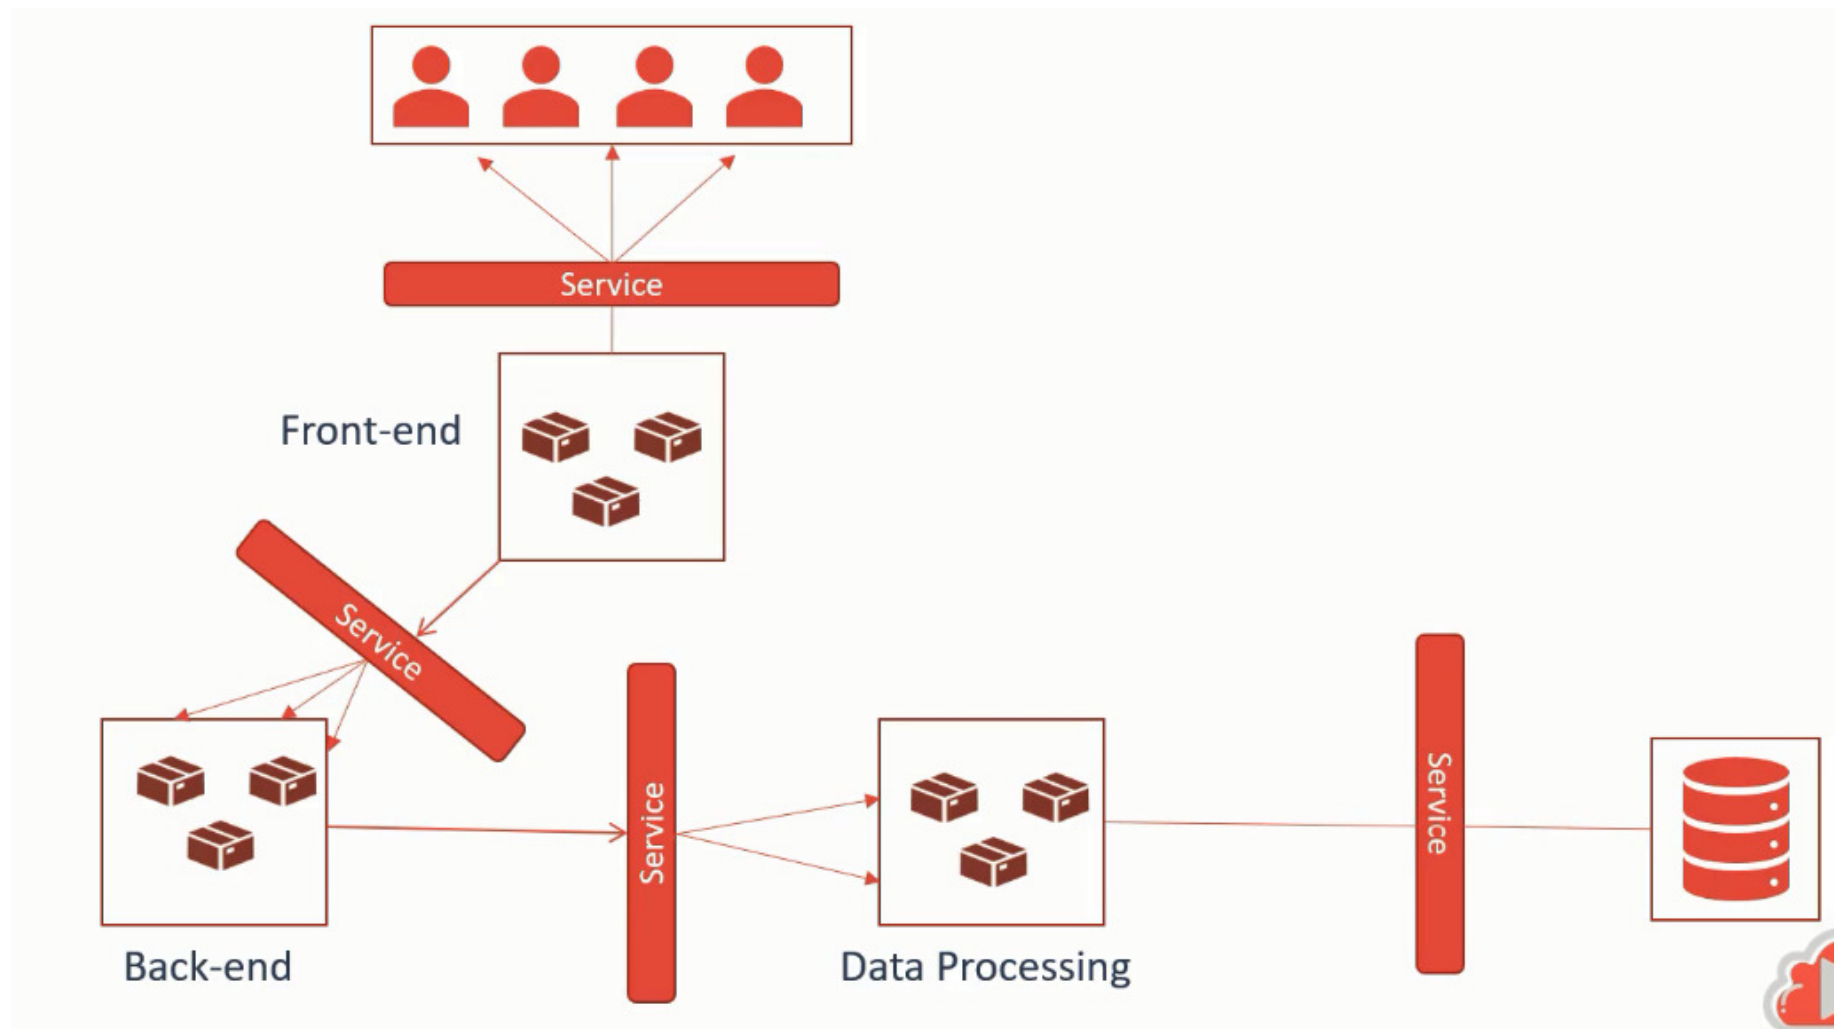 Service
Front-end
Service
Service
Service
Back-end
Data Processing